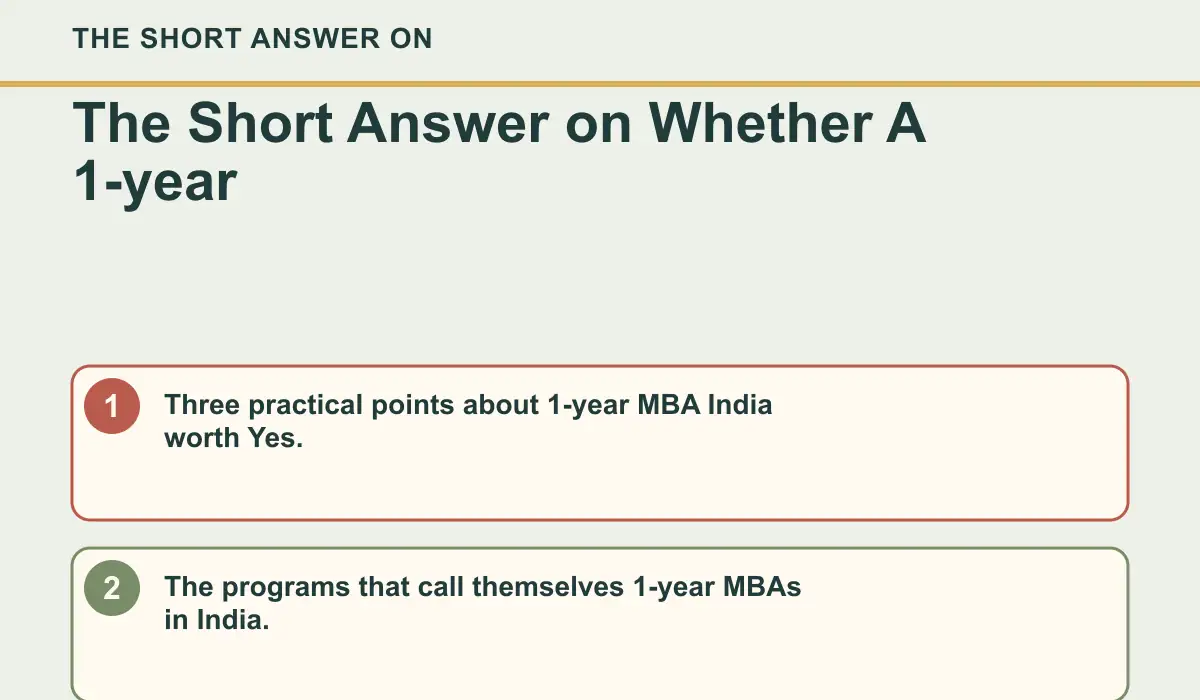 THE SHORT ANSWER ON
The Short Answer on Whether A
1-year
1
Three practical points about 1-year MBA India
worth Yes.
2
The programs that call themselves 1-year MBAs
in India.